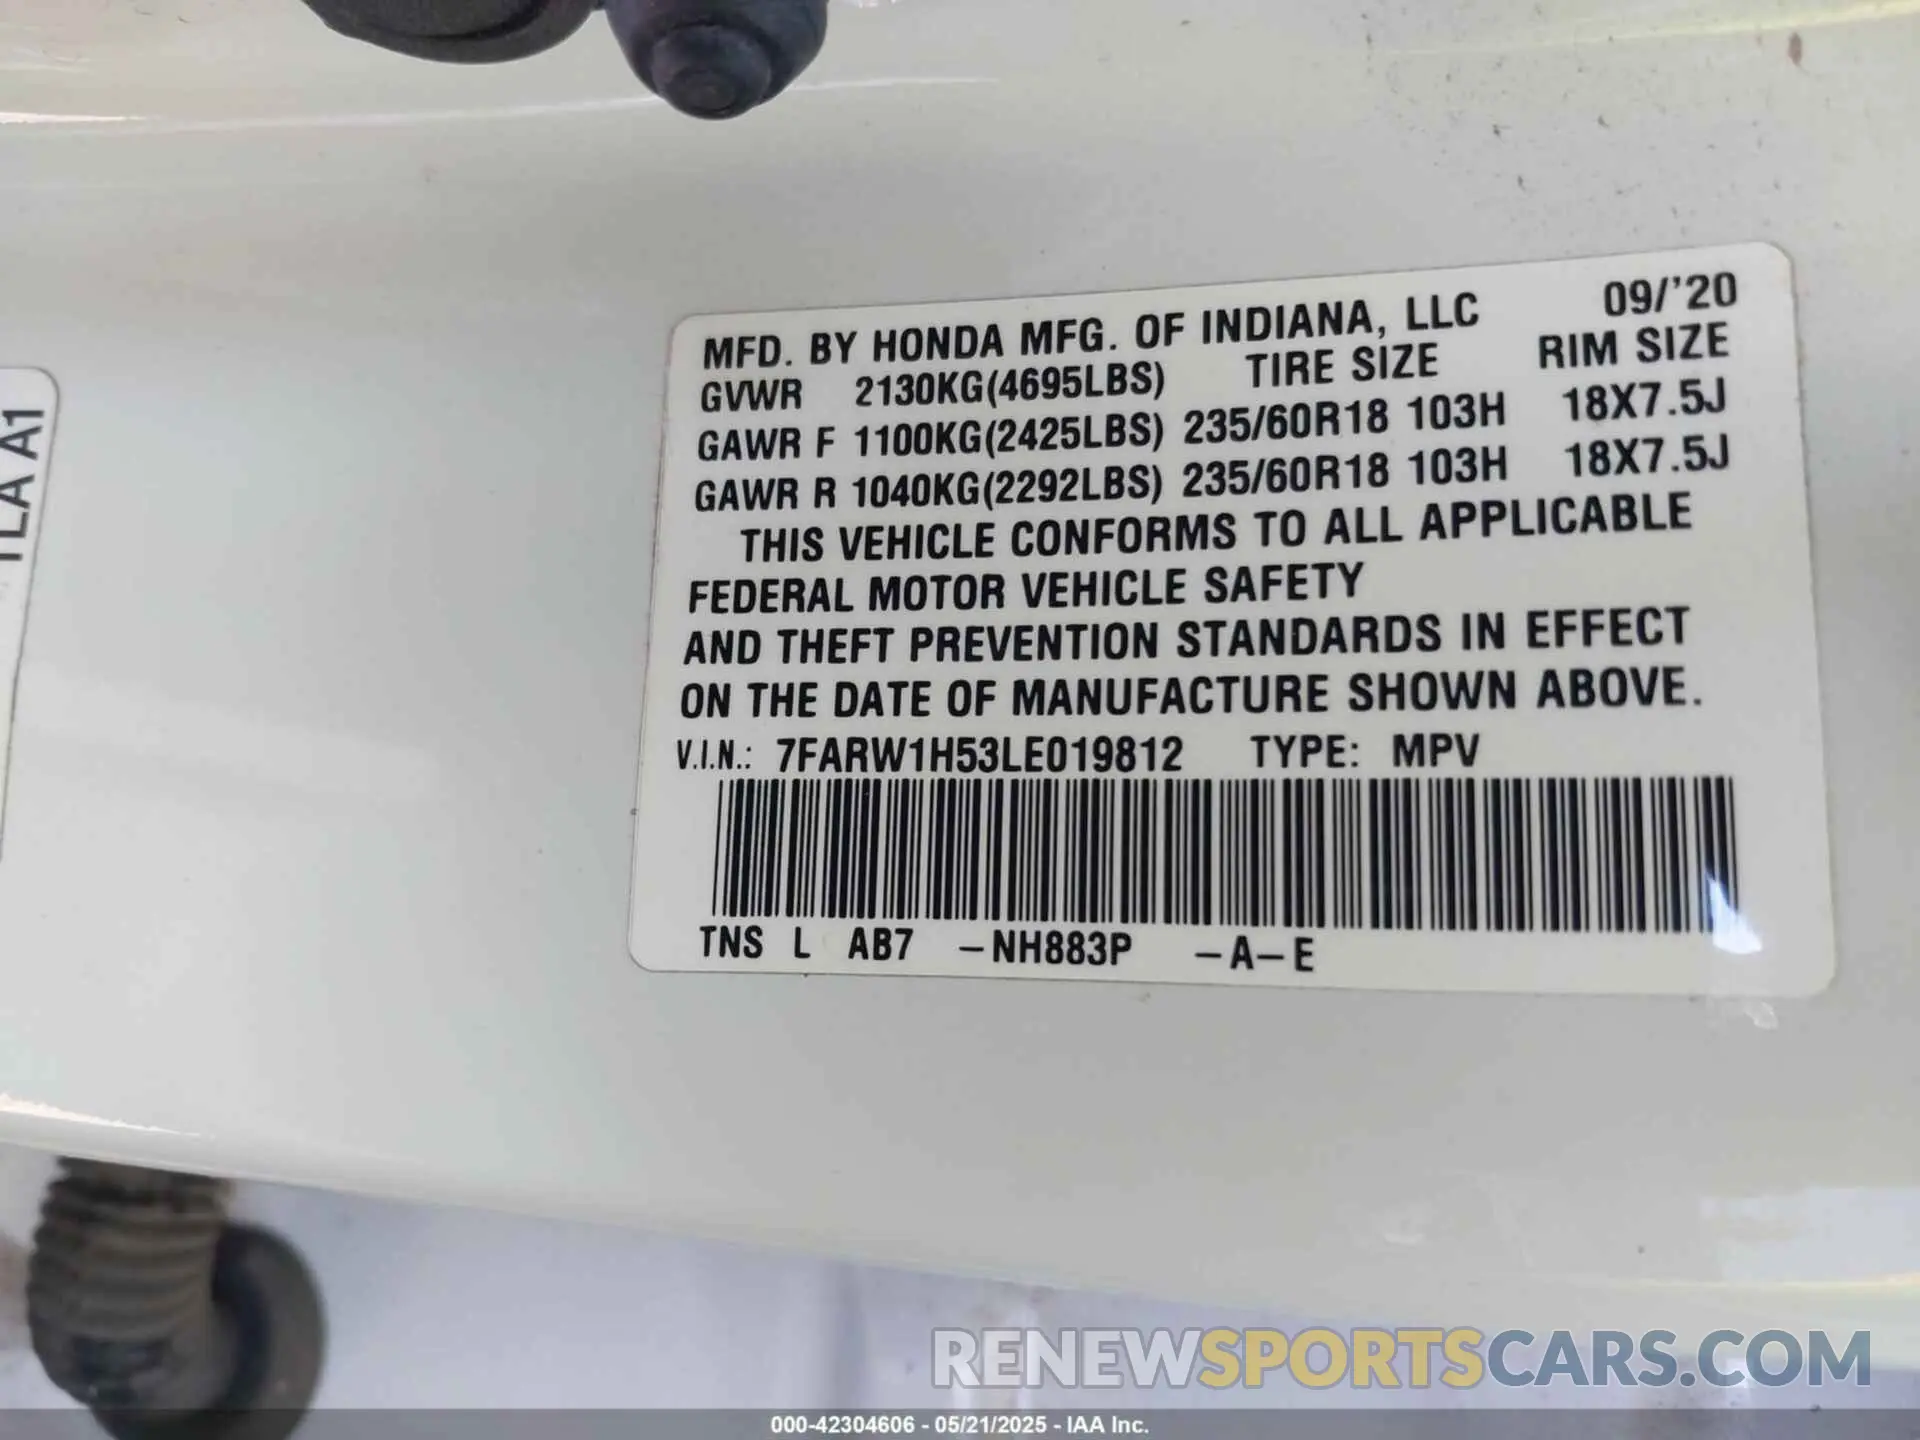 MFD. BY HONDA MFG. OF INDIANA, LLC 09/'20
GVWR 2130KG(4695LBS) TIRE SIZE RIM SIZE
GAWR F 1100KG(2425LBS) 235/60R18 103H 18X7.5J
GAWR R 1040KG(2292LBS) 235/60R18 103H 18X7.5J
THIS VEHICLE CONFORMS TO ALL APPLICABLE
FEDERAL MOTOR VEHICLE SAFETY
AND THEFT PREVENTION STANDARDS IN EFFECT
ON THE DATE OF MANUFACTURE SHOWN ABOVE.
V.I.N.: 7FARW1H53LE019812 TYPE: MPV
TNS L AB7 -NH883P -A-E
TLA A1
RENEWSPORTSCARS.COM
000-42304606 - 05/21/2025 - IAA Inc.